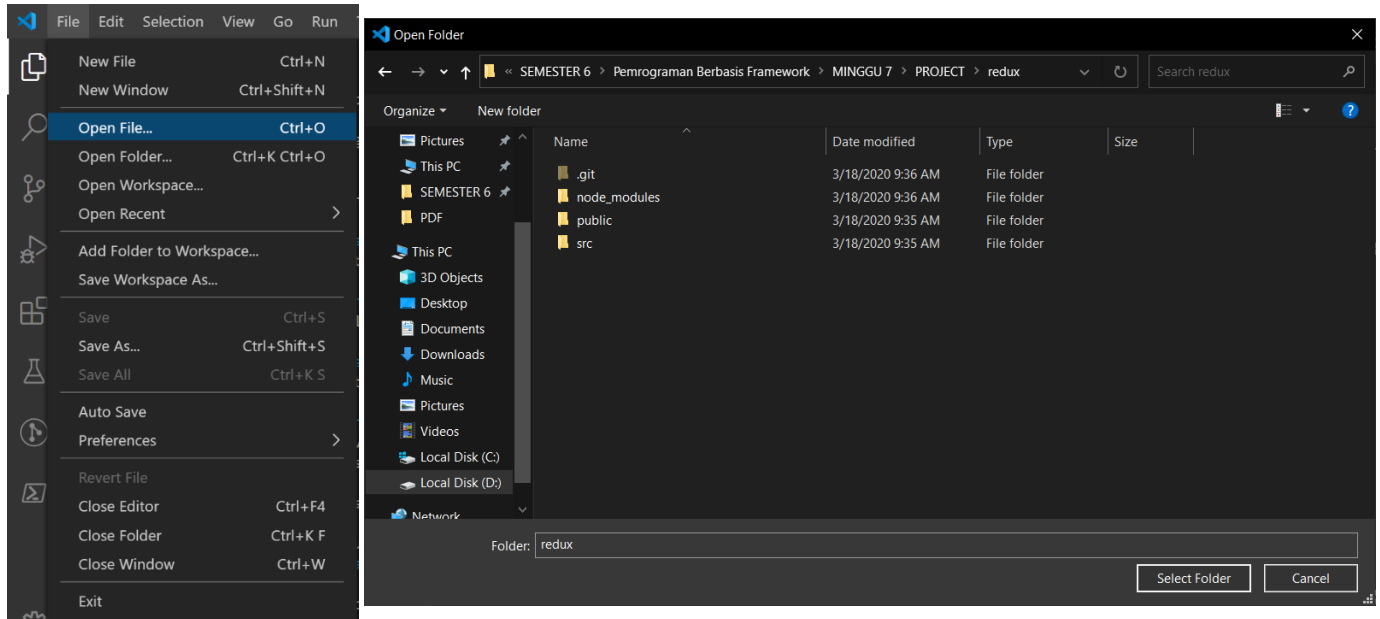 File Edit Selection View Go Run
New File Ctrl+N
New Window Ctrl+Shift+N
Open File... Ctrl+O
Open Folder... Ctrl+K Ctrl+O
Open Workspace...
Open Recent
Add Folder to Workspace...
Save Workspace As...
Save Ctrl+S
Save As... Ctrl+Shift+S
Save All Ctrl+K S
Auto Save
Preferences
Revert File
Close Editor Ctrl+F4
Close Folder Ctrl+K F
Close Window Ctrl+W
Exit
Open Folder
« SEMESTER 6 > Pemrograman Berbasis Framework > MINGGU 7 > PROJECT > redux
Search redux
Organize New folder
Pictures
This PC
SEMESTER 6
PDF
This PC
3D Objects
Desktop
Documents
Downloads
Music
Pictures
Videos
Local Disk (C:)
Local Disk (D:)
Network
Name Date modified Type Size
.git 3/18/2020 9:36 AM File folder
node_modules 3/18/2020 9:36 AM File folder
public 3/18/2020 9:35 AM File folder
src 3/18/2020 9:35 AM File folder
Folder: redux
Select Folder Cancel